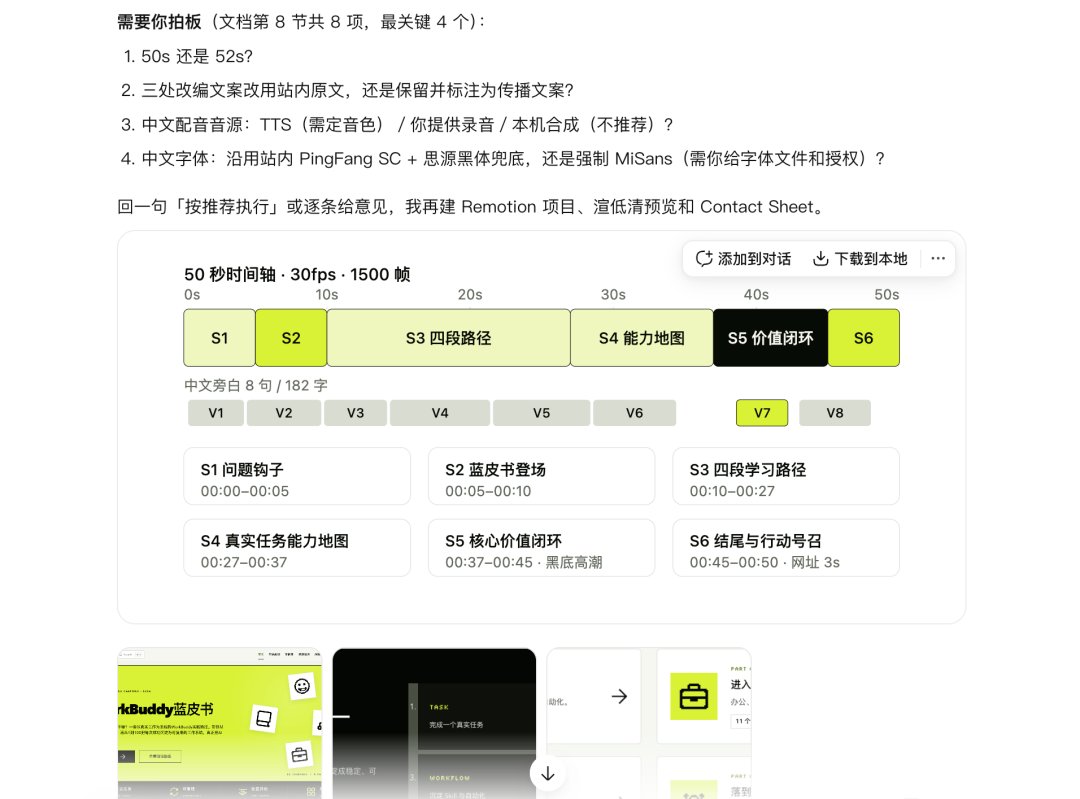 需要你拍板（文档第 8 节共 8 项，最关键 4 个）：
1. 50s 还是 52s?
2. 三处改编文案改用站内原文，还是保留并标注为传播文案?
3. 中文配音音源：TTS（需定音色） / 你提供录音 / 本机合成（不推荐）?
4. 中文字体：沿用站内 PingFang SC + 思源黑体兜底，还是强制 MiSans（需你给字体文件和授权）?
回一句「按推荐执行」或逐条给意见，我再建 Remotion 项目、渲低清预览和 Contact Sheet。
添加到对话 下载到本地
50 秒时间轴 · 30fps · 1500 帧
0s 10s 20s 30s 40s 50s
S1 S2 S3 四段路径 S4 能力地图 S5 价值闭环 S6
中文旁白 8 句 / 182 字
V1 V2 V3 V4 V5 V6 V7 V8
S1 问题钩子
00:00–00:05
S2 蓝皮书登场
00:05–00:10
S3 四段学习路径
00:10–00:27
S4 真实任务能力地图
00:27–00:37
S5 核心价值闭环
00:37–00:45 · 黑底高潮
S6 结尾与行动号召
00:45–00:50 · 网址 3s
rkBuddy蓝皮书
1. TASK
完成一个真实任务
WORKFLOW
动化。
PART
进入
办公、
11 个
PART
落到